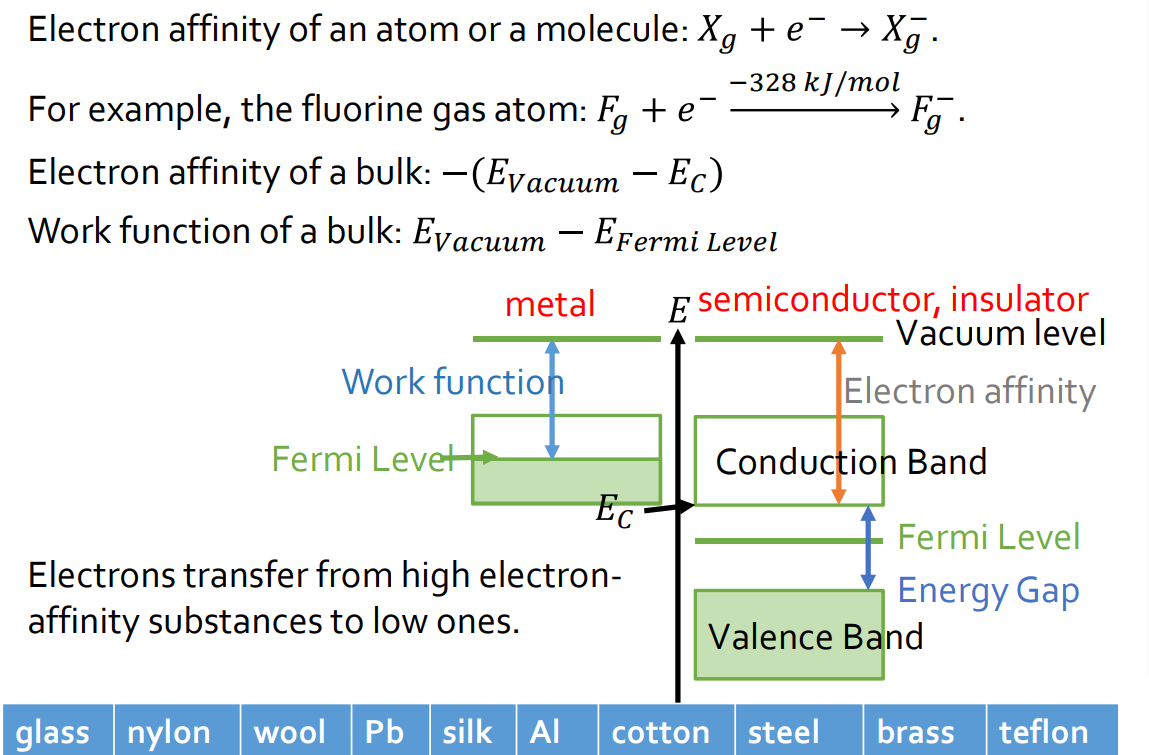 Electron affinity of an atom or a molecule: X_g + e^− → X_g^−.
For example, the fluorine gas atom: F_g + e^− \xrightarrow{−328 kJ/mol} F_g^−.
Electron affinity of a bulk: −(E_{Vacuum} − E_C)
Work function of a bulk: E_{Vacuum} − E_{Fermi Level}
metal
E
semiconductor, insulator
Vacuum level
Work function
Electron affinity
Fermi Level
Conduction Band
E_C
Fermi Level
Electrons transfer from high electron-
affinity substances to low ones.
Energy Gap
Valence Band
glass nylon wool Pb silk Al cotton steel brass teflon